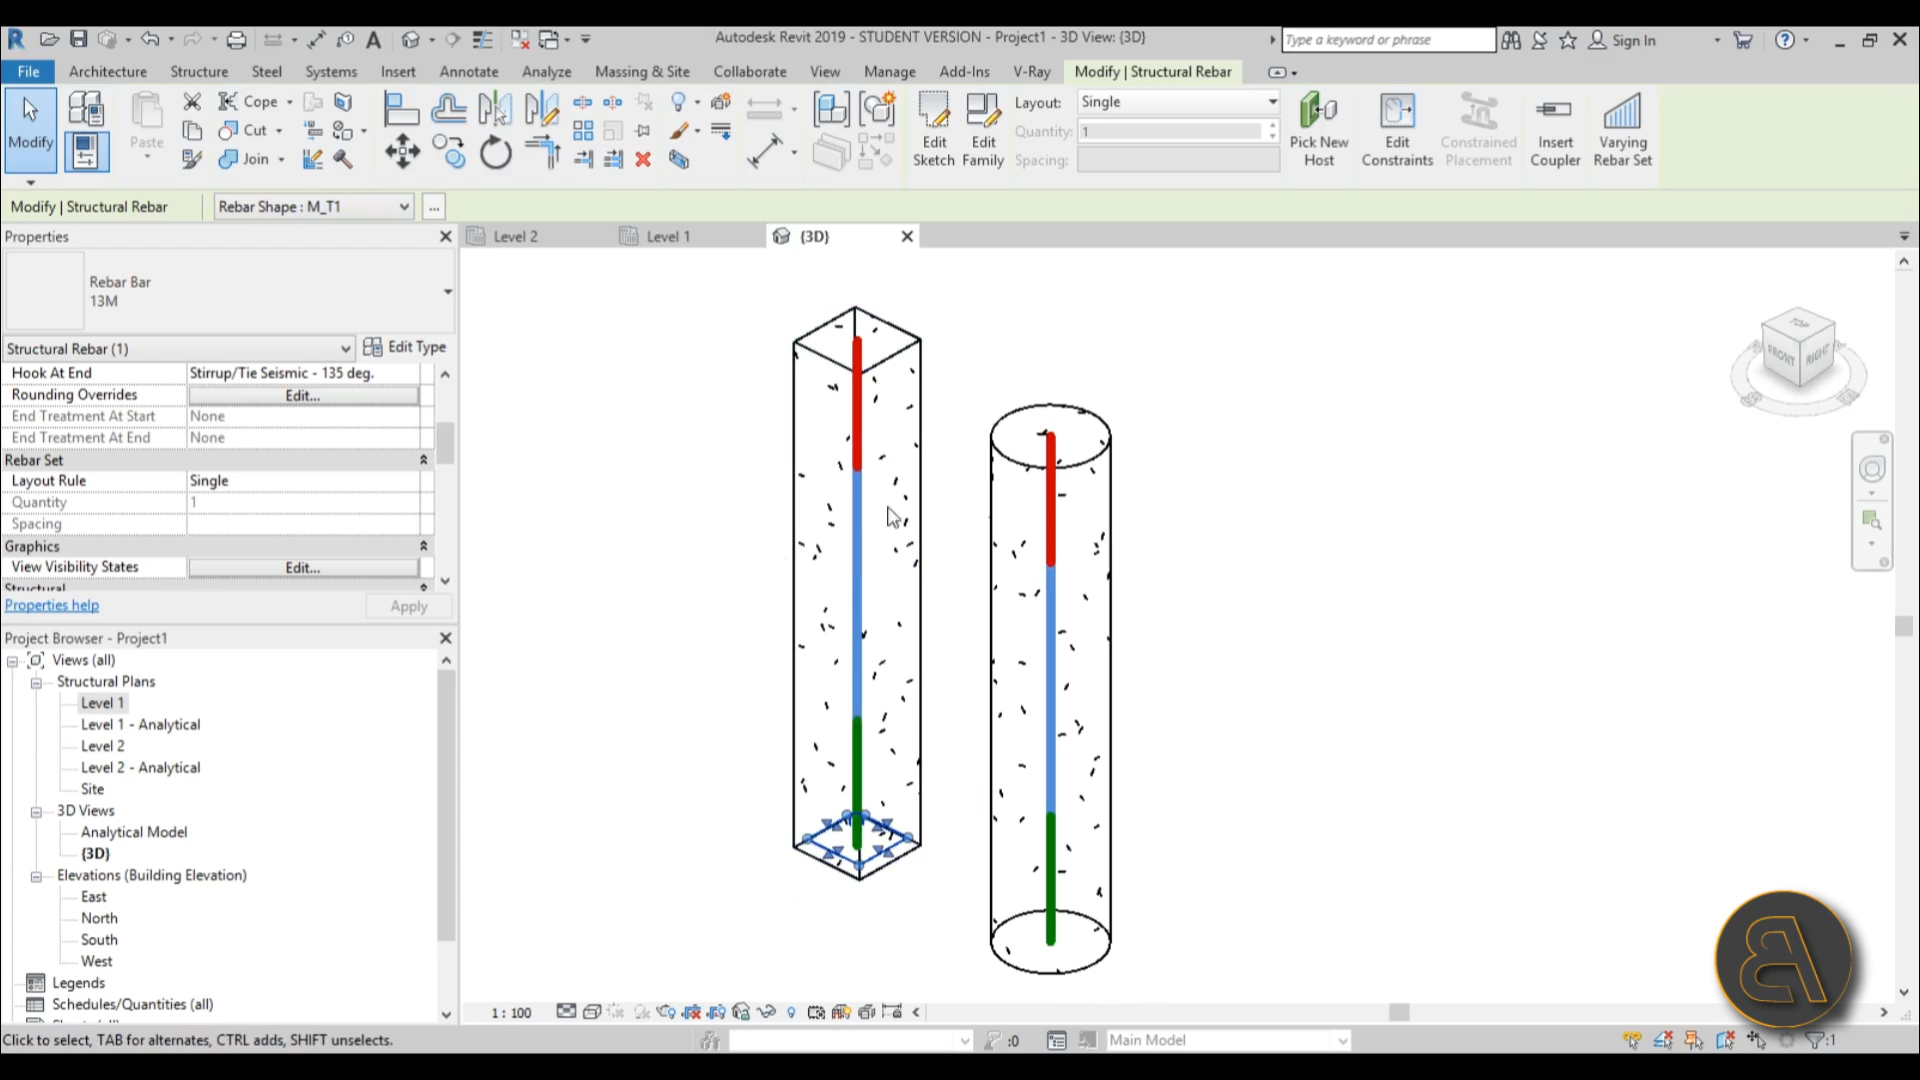 Autodesk Revit 2019 - STUDENT VERSION - Project1 - 3D View: {3D}
Type a keyword or phrase
Sign In
File
Architecture
Structure
Steel
Systems
Insert
Annotate
Analyze
Massing & Site
Collaborate
View
Manage
Add-Ins
V-Ray
Modify | Structural Rebar
Modify
Paste
Cope
Cut
Join
Edit Sketch
Edit Family
Layout: Single
Quantity: 1
Spacing:
Pick New Host
Edit Constraints
Constrained Placement
Insert Coupler
Varying Rebar Set
Modify | Structural Rebar
Rebar Shape : M_T1
...
Properties
Level 2
Level 1
{3D}
Rebar Bar
13M
Structural Rebar (1)
Edit Type
Hook At End Stirrup/Tie Seismic - 135 deg.
Rounding Overrides Edit...
End Treatment At Start None
End Treatment At End None
Rebar Set
Layout Rule Single
Quantity 1
Spacing
Graphics
View Visibility States Edit...
Structural
Properties help
Apply
Project Browser - Project1
Views (all)
Structural Plans
Level 1
Level 1 - Analytical
Level 2
Level 2 - Analytical
Site
3D Views
Analytical Model
{3D}
Elevations (Building Elevation)
East
North
South
West
Legends
Schedules/Quantities (all)
TOP
FRONT
RIGHT
1 : 100
Click to select, TAB for alternates, CTRL adds, SHIFT unselects.
:0
Main Model
:1